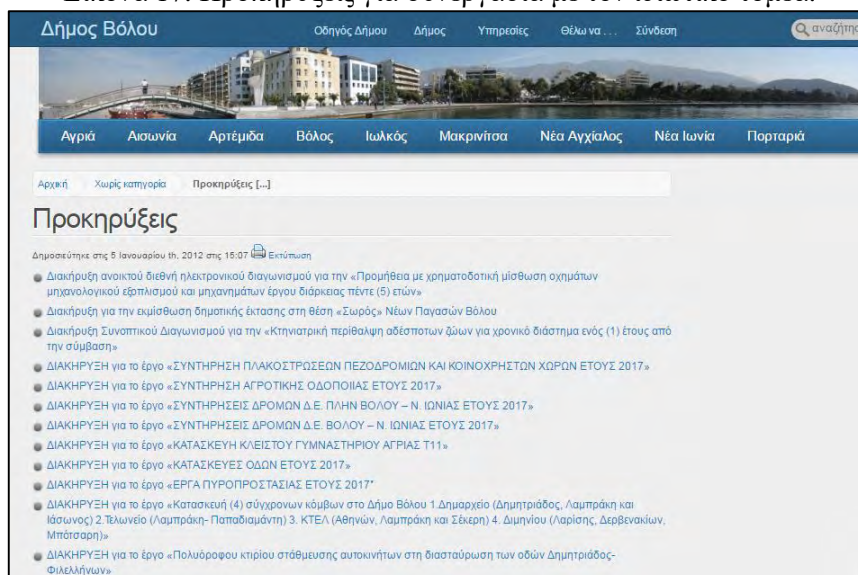 Δήμος Βόλου
Οδηγός Δήμου Δήμος Υπηρεσίες Θέλω να . . . Σύνδεση
Αγριά Αισωνία Αρτέμιδα Βόλος Ιωλκός Μακρινίτσα Νέα Αγχίαλος Νέα Ιωνία Πορταριά
Αρχική Χωρίς κατηγορία Προκηρύξεις [...]
Προκηρύξεις
Δημοσιεύτηκε στις 5 Ιανουαρίου th, 2012 στις 15:07 Εκτύπωση
Διακήρυξη ανοικτού διεθνή ηλεκτρονικού διαγωνισμού για την «Προμήθεια με χρηματοδοτική μίσθωση οχημάτων
μηχανολογικού εξοπλισμού και μηχανημάτων έργου διάρκειας πέντε (5) ετών»
Διακήρυξη για την εκμίσθωση δημοτικής έκτασης στη θέση «Σωρός» Νέων Παγασών Βόλου
Διακήρυξη Συνοπτικού Διαγωνισμού για την «Κτηνιατρική περίθαλψη αδέσποτων ζώων για χρονικό διάστημα ενός (1) έτους από
την σύμβαση»
ΔΙΑΚΗΡΥΞΗ για το έργο «ΣΥΝΤΗΡΗΣΗ ΠΛΑΚΟΣΤΡΩΣΕΩΝ ΠΕΖΟΔΡΟΜΙΩΝ ΚΑΙ ΚΟΙΝΟΧΡΗΣΤΩΝ ΧΩΡΩΝ ΕΤΟΥΣ 2017»
ΔΙΑΚΗΡΥΞΗ για το έργο «ΣΥΝΤΗΡΗΣΗ ΑΓΡΟΤΙΚΗΣ ΟΔΟΠΟΙΙΑΣ ΕΤΟΥΣ 2017»
ΔΙΑΚΗΡΥΞΗ για το έργο «ΣΥΝΤΗΡΗΣΕΙΣ ΔΡΟΜΩΝ Δ.Ε. ΠΛΗΝ ΒΟΛΟΥ – Ν. ΙΩΝΙΑΣ ΕΤΟΥΣ 2017»
ΔΙΑΚΗΡΥΞΗ για το έργο «ΣΥΝΤΗΡΗΣΕΙΣ ΔΡΟΜΩΝ Δ.Ε. ΒΟΛΟΥ – Ν. ΙΩΝΙΑΣ ΕΤΟΥΣ 2017»
ΔΙΑΚΗΡΥΞΗ για το έργο «ΚΑΤΑΣΚΕΥΗ ΚΛΕΙΣΤΟΥ ΓΥΜΝΑΣΤΗΡΙΟΥ ΑΓΡΙΑΣ Τ11»
ΔΙΑΚΗΡΥΞΗ για το έργο «ΚΑΤΑΣΚΕΥΕΣ ΟΔΩΝ ΕΤΟΥΣ 2017»
ΔΙΑΚΗΡΥΞΗ για το έργο «ΕΡΓΑ ΠΥΡΟΠΡΟΣΤΑΣΙΑΣ ΕΤΟΥΣ 2017"
ΔΙΑΚΗΡΥΞΗ για το έργο «Κατασκευή (4) σύγχρονων κόμβων στο Δήμο Βόλου 1.Δημαρχείο (Δημητριάδος, Λαμπράκη και
Ιάσωνος) 2.Τελωνείο (Λαμπράκη- Παπαδιαμάντη) 3. ΚΤΕΛ (Αθηνών, Λαμπράκη και Σέκερη) 4. Διμηνίου (Λαρίσης, Δερβενακίων,
Μπότσαρη)»
ΔΙΑΚΗΡΥΞΗ για το έργο «Πολυόροφου κτιρίου στάθμευσης αυτοκινήτων στη διασταύρωση των οδών Δημητριάδος-
Φιλελλήνων»